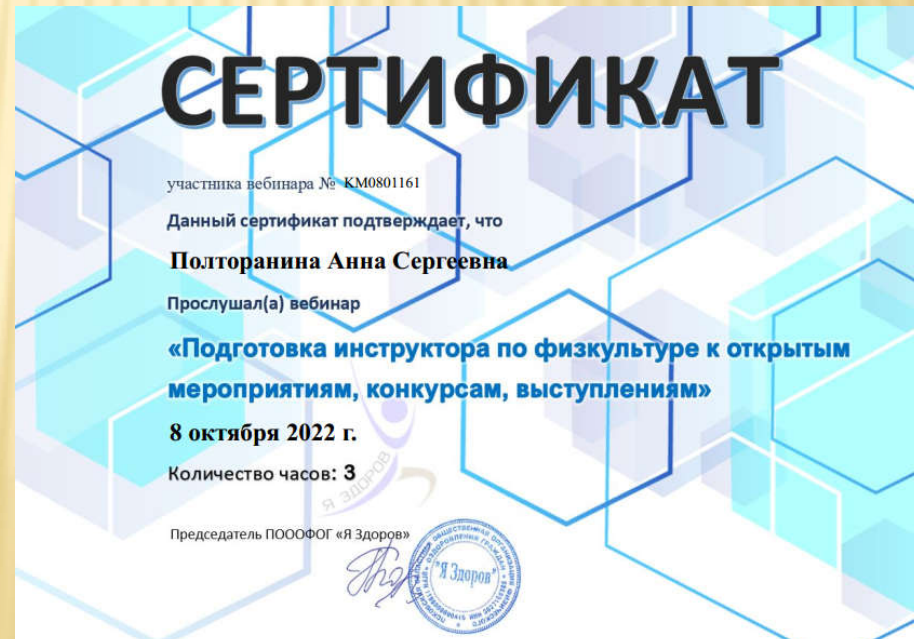 СЕРТИФИКАТ
участника вебинара № КМ0801161
Данный сертификат подтверждает, что
Полторанина Анна Сергеевна
Прослушал(а) вебинар
«Подготовка инструктора по физкультуре к открытым
мероприятиям, конкурсам, выступлениям»
8 октября 2022 г.
Количество часов: 3
Я ЗДОРОВ
Председатель ПОООФОГ «Я Здоров»
"Я Здоров"